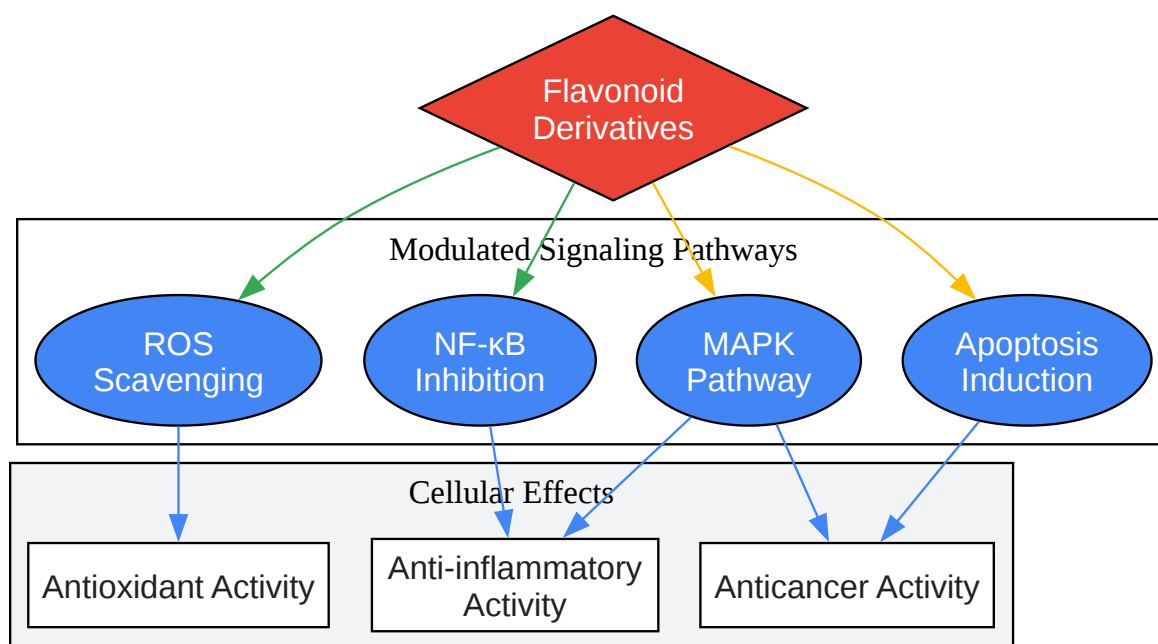 Flavonoid
Derivatives
Modulated Signaling Pathways
ROS
Scavenging
NF-κB
Inhibition
MAPK
Pathway
Apoptosis
Induction
Cellular Effects
Antioxidant Activity
Anti-inflammatory
Activity
Anticancer Activity